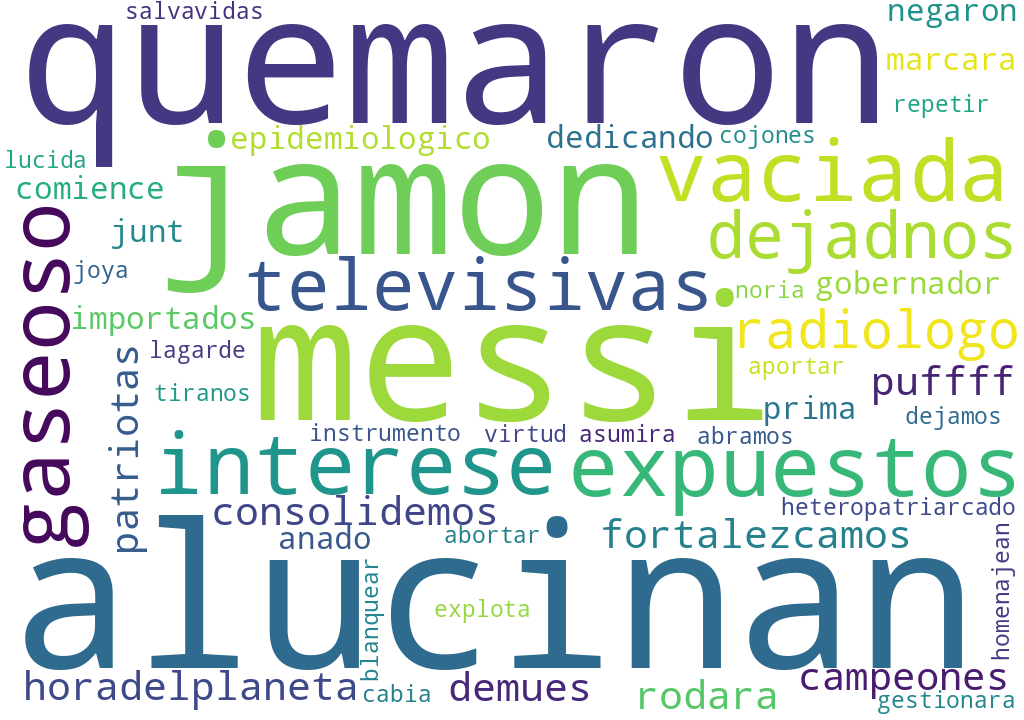 salvavidas
negaron
quemaron
marcara
repetir
epidemiologico
dedicando
cojones
lucida
jamon
vaciada
comience
gaseoso
junt
dejadnos
joya
televisivas
noria
gobernador
importados
messi
radiologo
patriotas
lagarde
aportar
tiranos
puffff
prima
dejamos
instrumento
virtud
asumira
abramos
interese
expuestos
consolidemos
heteropatriarcado
anado
abortar
fortalezcamos
alucinan
homenajean
blanquear
explota
horadelplaneta
cabia
demues
rodara
campeones
gestionara